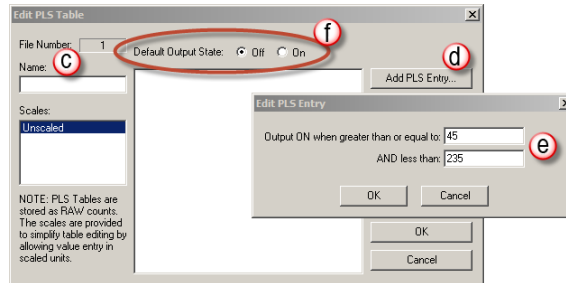 Edit PLS Table
File Number: 1
Default Output State: Off On
f
c
Name:
d
Add PLS Entry...
Scales:
Unscaled
Edit PLS Entry
Output ON when greater than or equal to: 45
AND less than: 235
e
OK Cancel
NOTE: PLS Tables are
stored as RAW counts.
The scales are provided
to simplify table editing by
allowing value entry in
scaled units.
OK
Cancel